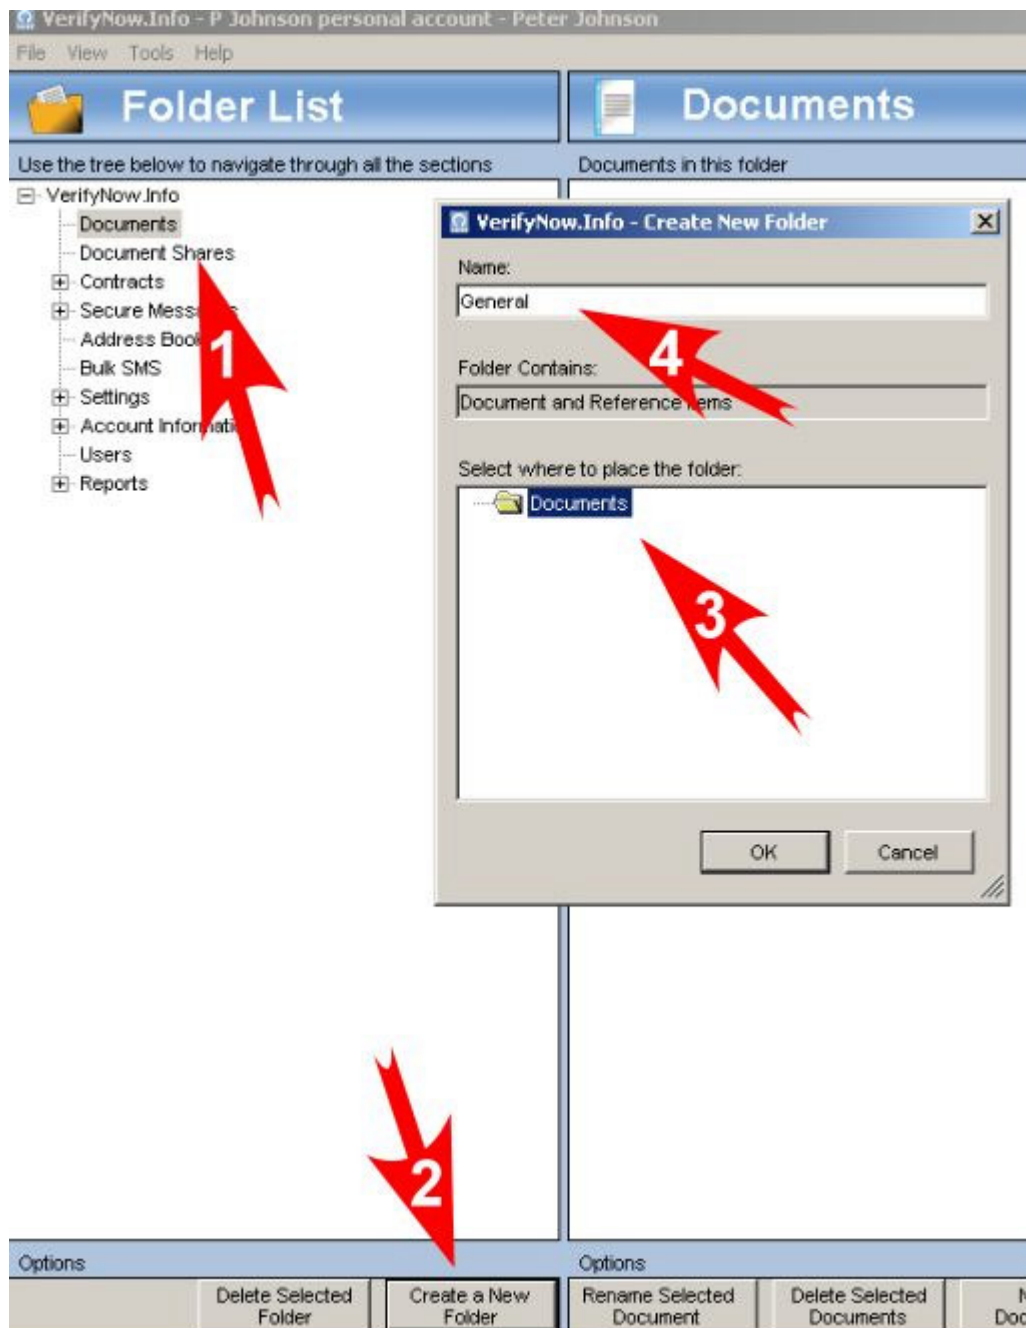 VerifyNow.Info - P Johnson personal account - Peter Johnson
File View Tools Help
Folder List
Documents
Use the tree below to navigate through all the sections
Documents in this folder
VerifyNow.Info
Documents
Document Shares
Contracts
Secure
Address
Bulk SMS
Settings
Account
Users
Reports
1
VerifyNow.Info - Create New Folder
Name:
General
4
Folder Contains:
Document and Reference
Select where to place the folder:
Documents
3
OK Cancel
2
Options
Delete Selected
Folder
Create a New
Folder
Options
Rename Selected
Document
Delete Selected
Documents